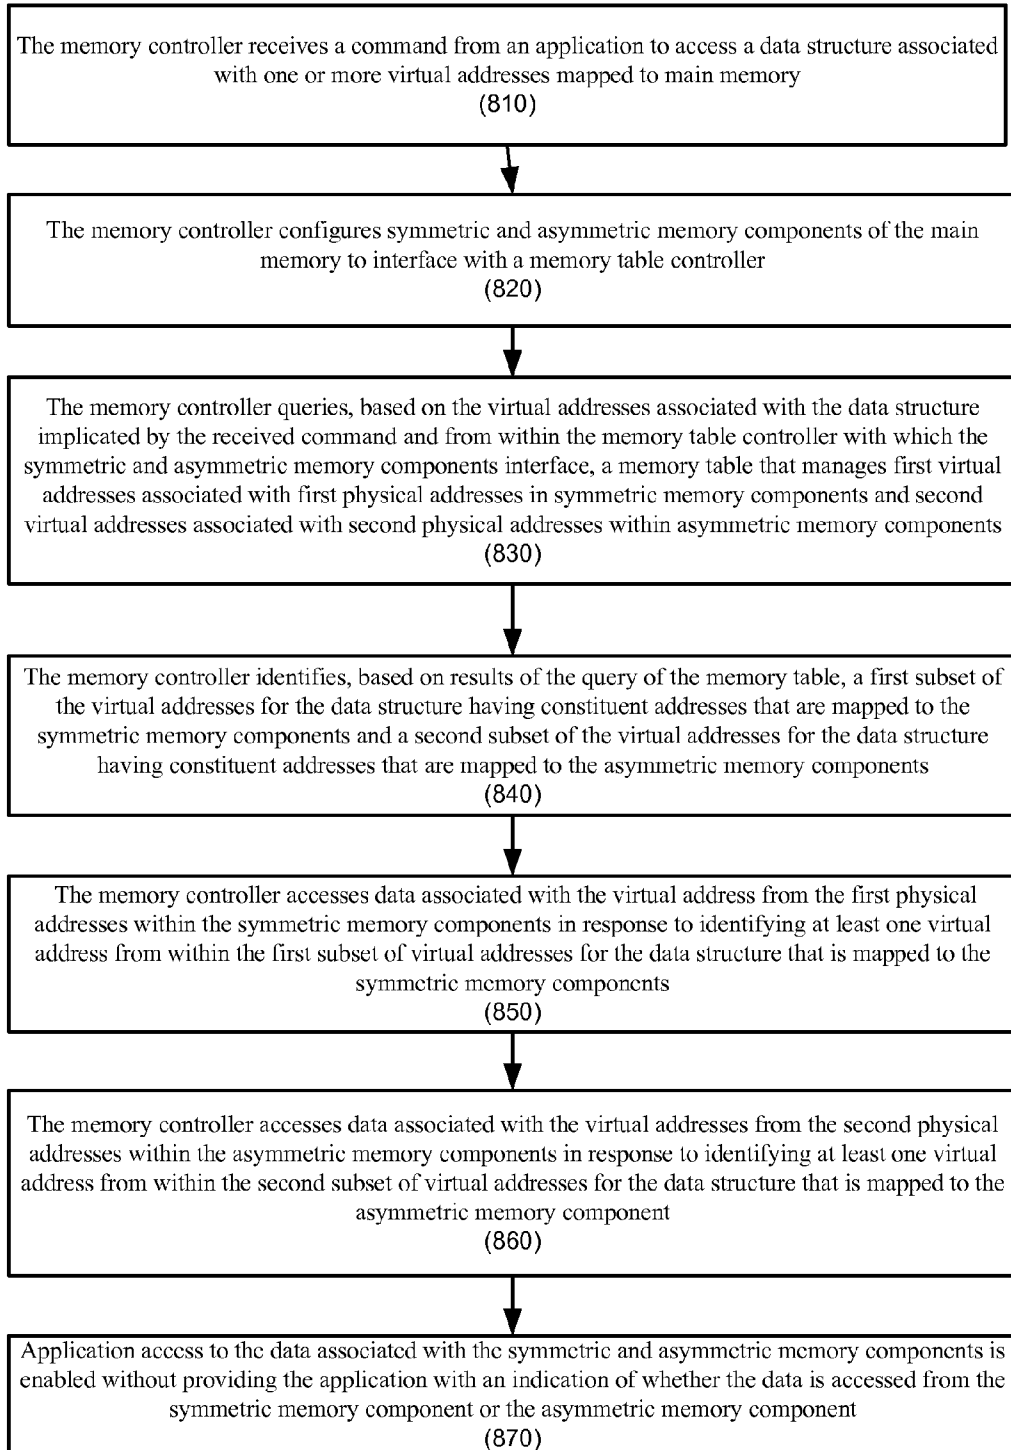 The memory controller receives a command from an application to access a data structure associated
with one or more virtual addresses mapped to main memory
(810)
The memory controller configures symmetric and asymmetric memory components of the main
memory to interface with a memory table controller
(820)
The memory controller queries, based on the virtual addresses associated with the data structure
implicated by the received command and from within the memory table controller with which the
symmetric and asymmetric memory components interface, a memory table that manages first virtual
addresses associated with first physical addresses in symmetric memory components and second
virtual addresses associated with second physical addresses within asymmetric memory components
(830)
The memory controller identifies, based on results of the query of the memory table, a first subset of
the virtual addresses for the data structure having constituent addresses that are mapped to the
symmetric memory components and a second subset of the virtual addresses for the data structure
having constituent addresses that are mapped to the asymmetric memory components
(840)
The memory controller accesses data associated with the virtual address from the first physical
addresses within the symmetric memory components in response to identifying at least one virtual
address from within the first subset of virtual addresses for the data structure that is mapped to the
symmetric memory components
(850)
The memory controller accesses data associated with the virtual addresses from the second physical
addresses within the asymmetric memory components in response to identifying at least one virtual
address from within the second subset of virtual addresses for the data structure that is mapped to the
asymmetric memory component
(860)
Application access to the data associated with the symmetric and asymmetric memory components is
enabled without providing the application with an indication of whether the data is accessed from the
symmetric memory component or the asymmetric memory component
(870)